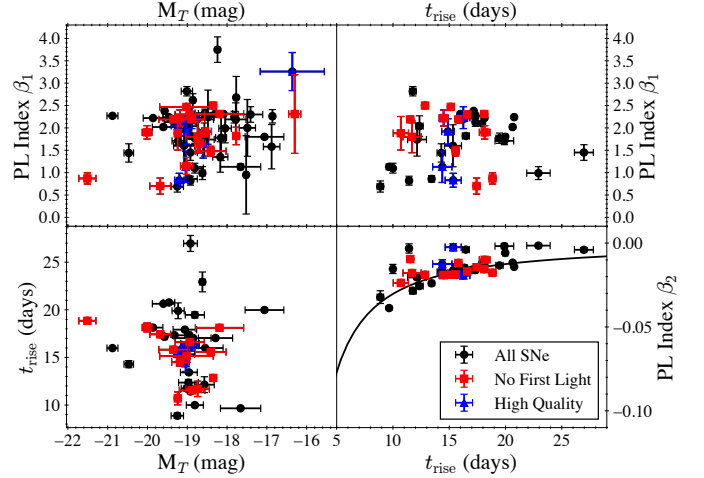 M_T (mag) t_rise (days)
4.0 4.0
3.5 3.5
3.0 3.0
2.5 2.5
2.0 2.0
1.5 1.5
1.0 1.0
0.5 0.5
0.0 0.0
PL Index β₁ PL Index β₁
25
20
15
10
t_rise (days)
0.00
−0.05
−0.10
PL Index β₂
All SNe
No First Light
High Quality
−22 −21 −20 −19 −18 −17 −16 5 10 15 20 25
M_T (mag) t_rise (days)